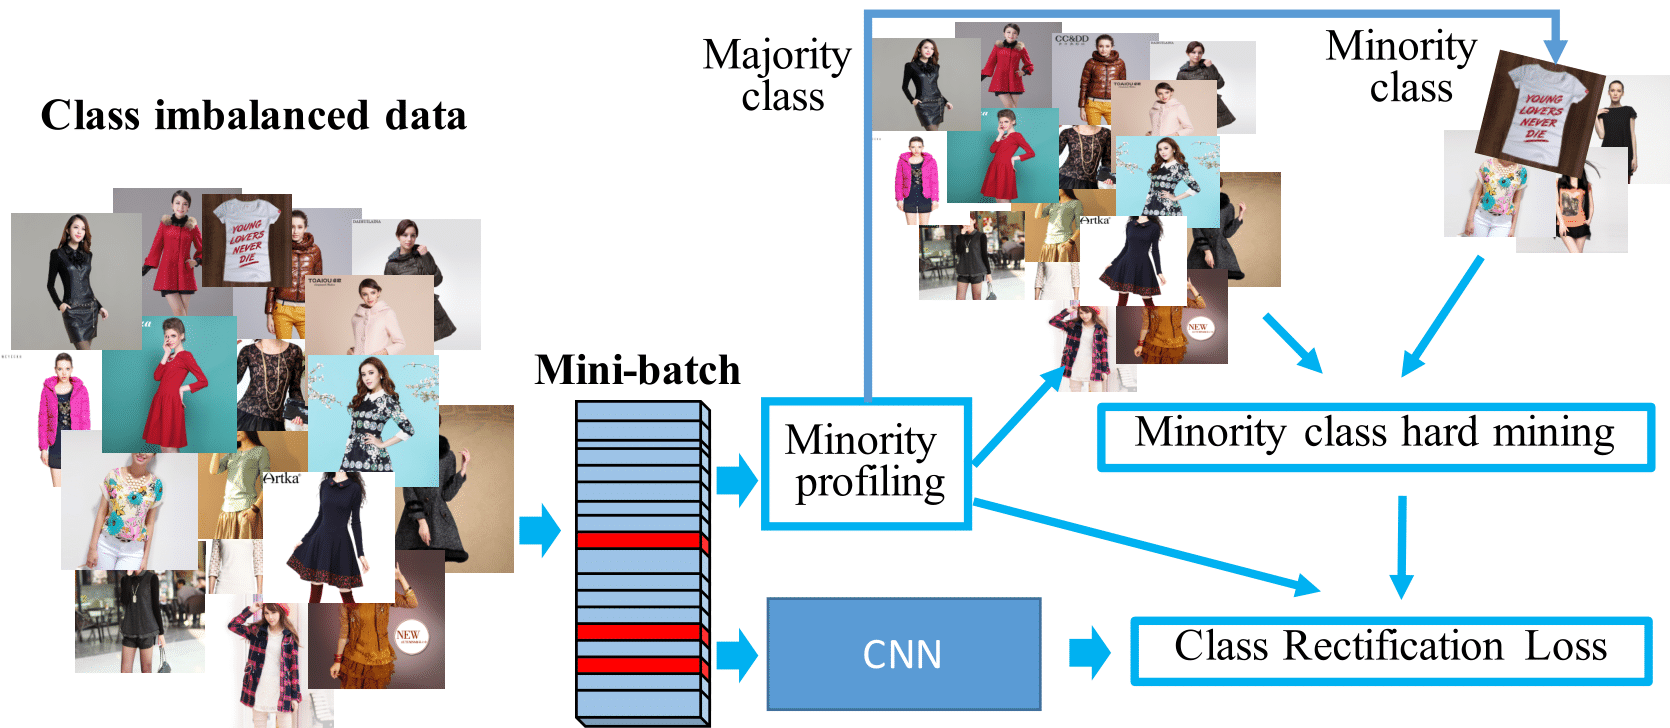 Class imbalanced data
YOUNG
LOVERS
NEVER
DIE
TOAIDU
Artka
NEW
Mini-batch
Majority
class
Minority
class
CC&DD
YOUNG
LOVERS
NEVER
DIE
Artka
NEW
Minority
profiling
Minority class hard mining
CNN
Class Rectification Loss